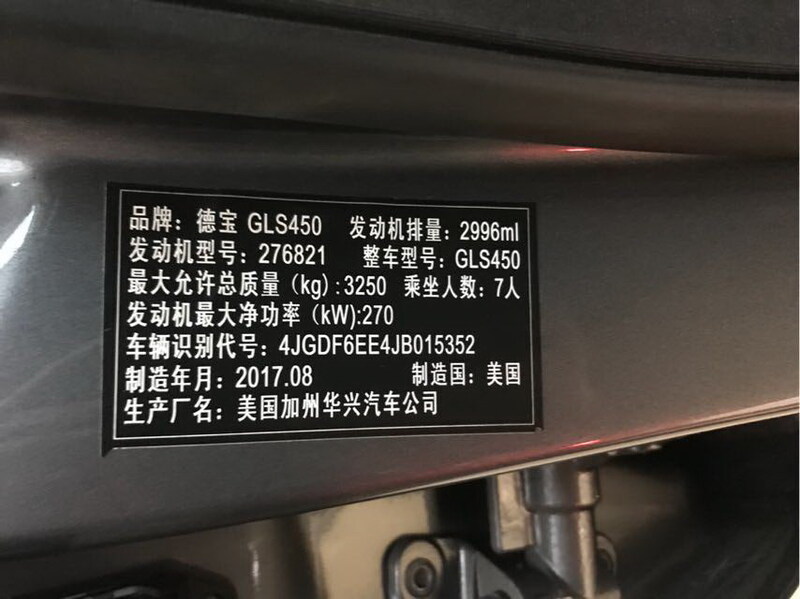 品牌：德宝 GLS450 发动机排量：2996ml
发动机型号：276821 整车型号：GLS450
最大允许总质量（kg）:3250 乘坐人数：7人
发动机最大净功率（kW）:270
车辆识别代号：4JGDF6EE4JB015352
制造年月：2017.08 制造国：美国
生产厂名：美国加州华兴汽车公司